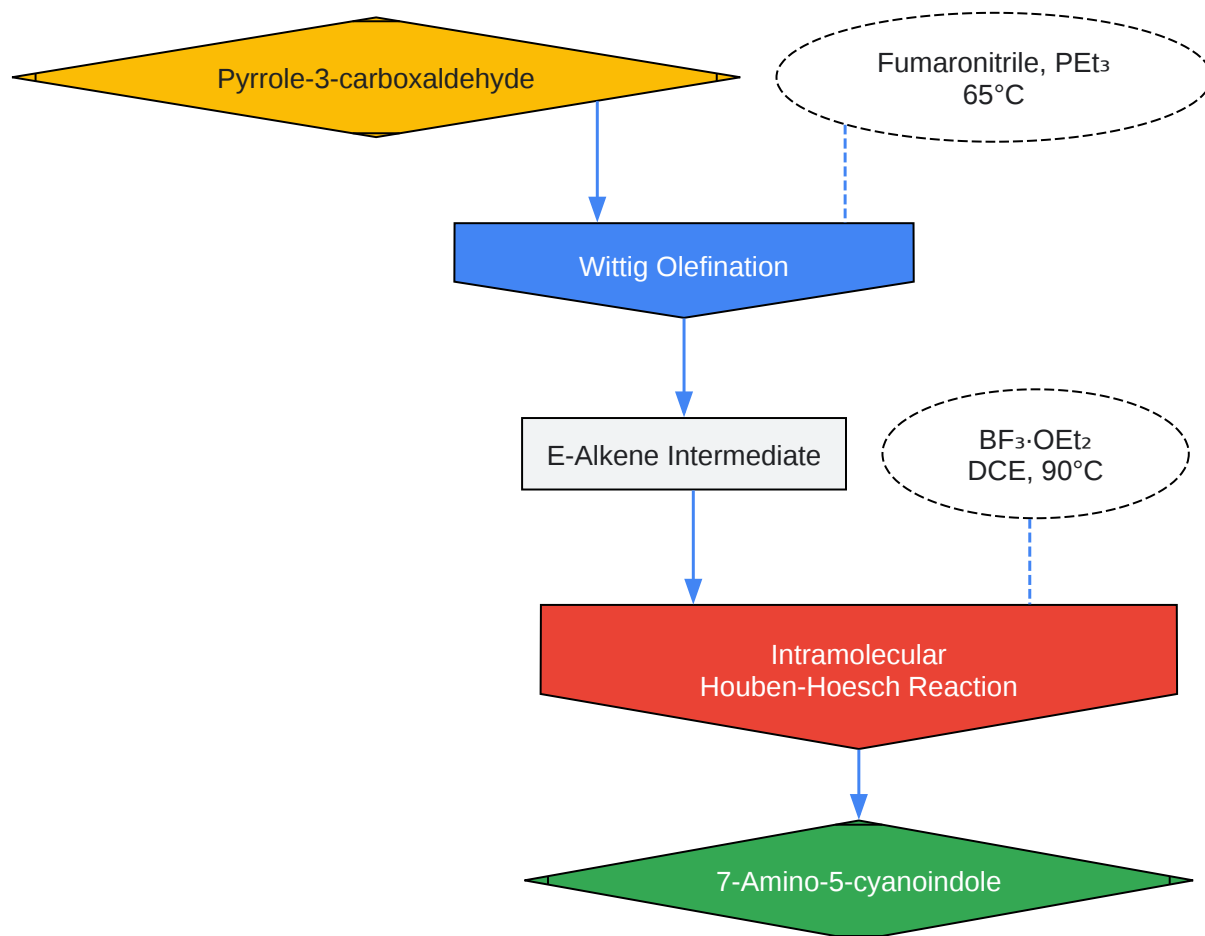 Pyrrole-3-carboxaldehyde
Fumaronitrile, PEt₃
65°C
Wittig Olefination
E-Alkene Intermediate
BF₃·OEt₂
DCE, 90°C
Intramolecular
Houben-Hoesch Reaction
7-Amino-5-cyanoindole